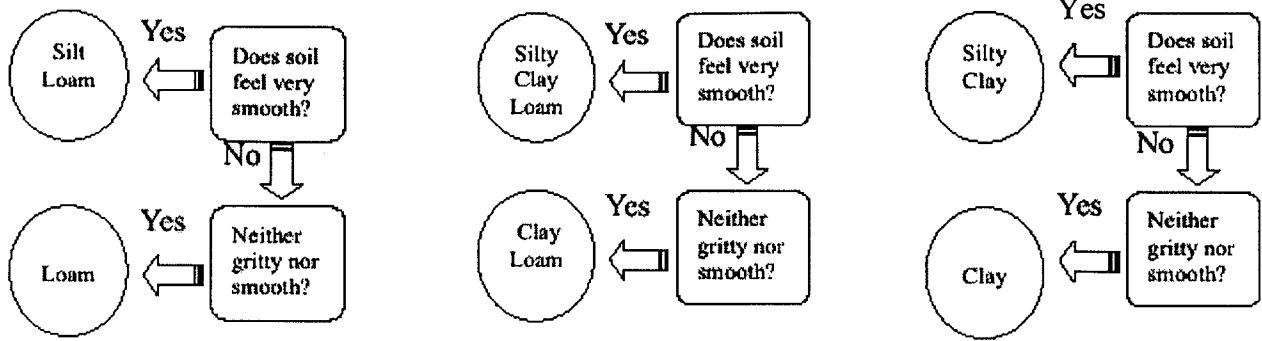 Silt
Loam
Yes
Does soil
feel very
smooth?
No
Loam
Yes
Neither
gritty nor
smooth?
Silty
Clay
Loam
Yes
Does soil
feel very
smooth?
No
Clay
Loam
Yes
Neither
gritty nor
smooth?
Silty
Clay
Yes
Does soil
feel very
smooth?
No
Clay
Yes
Neither
gritty nor
smooth?